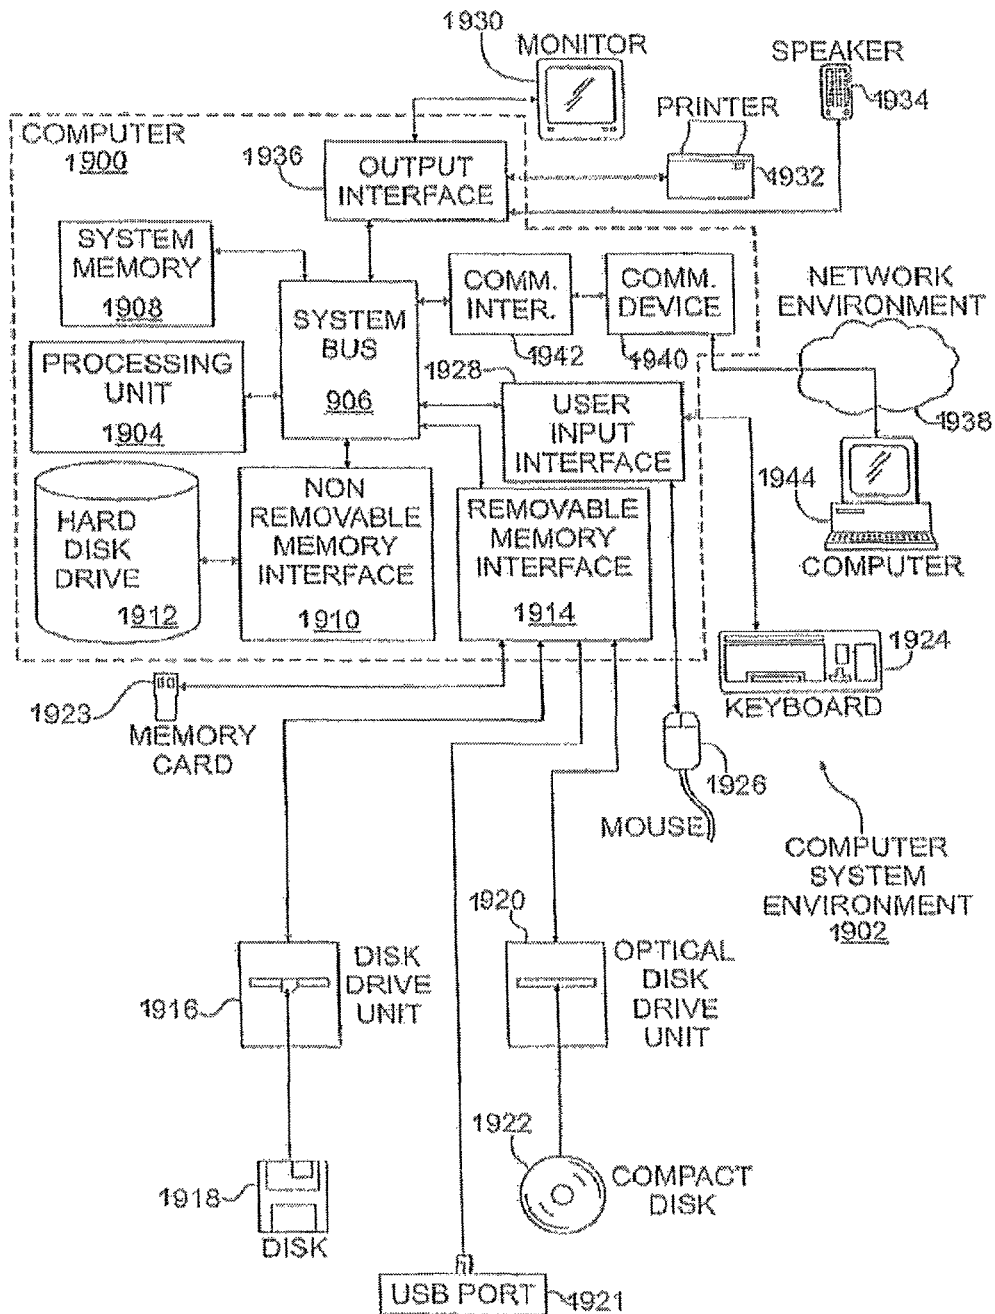 1930
MONITOR
SPEAKER
1934
PRINTER
1932
COMPUTER
1900
1936
OUTPUT
INTERFACE
SYSTEM
MEMORY
1908
SYSTEM
BUS
906
COMM.
INTER.
1942
COMM.
DEVICE
1940
NETWORK
ENVIRONMENT
1938
PROCESSING
UNIT
1904
1928
USER
INPUT
INTERFACE
1944
COMPUTER
HARD
DISK
DRIVE
1912
NON
REMOVABLE
MEMORY
INTERFACE
1910
REMOVABLE
MEMORY
INTERFACE
1914
1924
KEYBOARD
1923
MEMORY
CARD
1926
MOUSE
COMPUTER
SYSTEM
ENVIRONMENT
1902
1916
DISK
DRIVE
UNIT
1920
OPTICAL
DISK
DRIVE
UNIT
1918
DISK
1922
COMPACT
DISK
USB PORT
1921